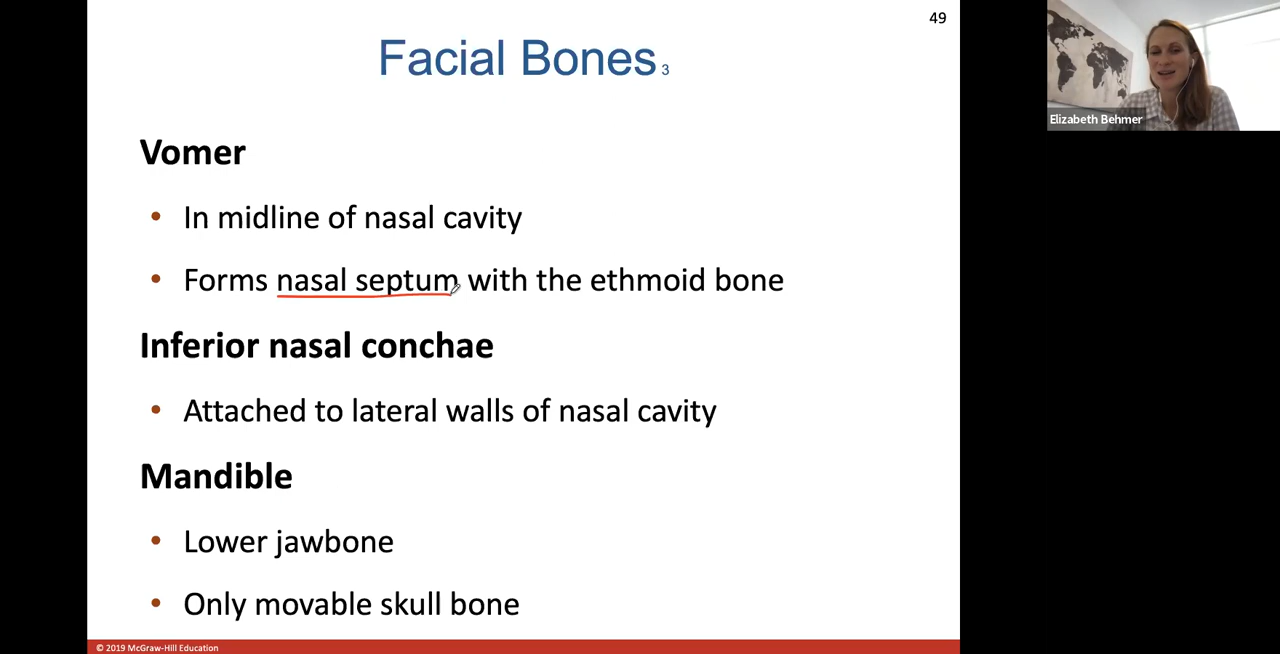 49
Facial Bones 3
Elizabeth Behmer
Vomer
• In midline of nasal cavity
• Forms nasal septum with the ethmoid bone
Inferior nasal conchae
• Attached to lateral walls of nasal cavity
Mandible
• Lower jawbone
• Only movable skull bone
© 2019 McGraw-Hill Education